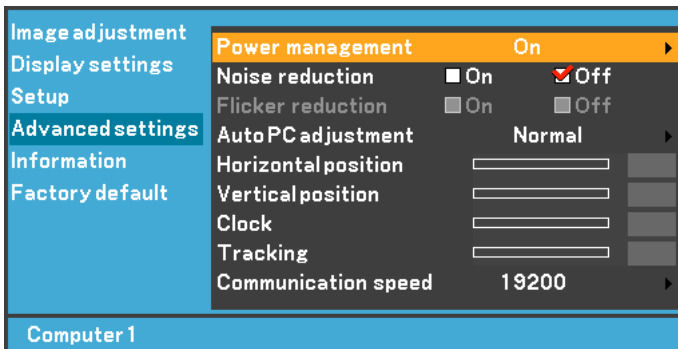 Image adjustment
Display settings
Setup
Advanced settings
Information
Factory default
Power management On
Noise reduction On Off
Flicker reduction On Off
Auto PC adjustment Normal
Horizontal position
Vertical position
Clock
Tracking
Communication speed 19200
Computer 1